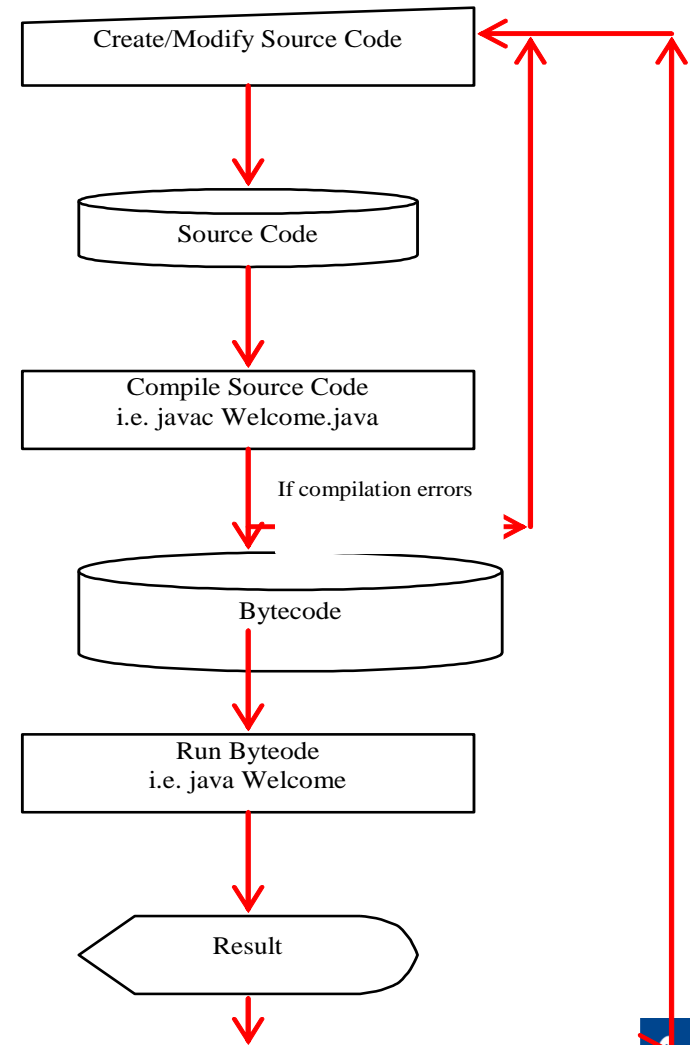 Create/Modify Source Code
Source Code
Compile Source Code
i.e. javac Welcome.java
If compilation errors
Bytecode
Run Byteode
i.e. java Welcome
Result